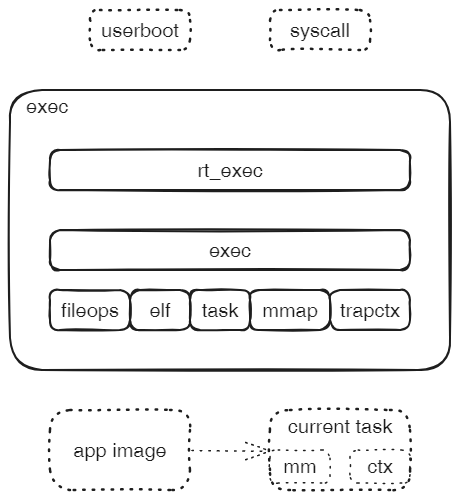 userboot
syscall
exec
rt_exec
exec
fileops
elf
task
mmap
trapctx
app image
current task
mm
ctx